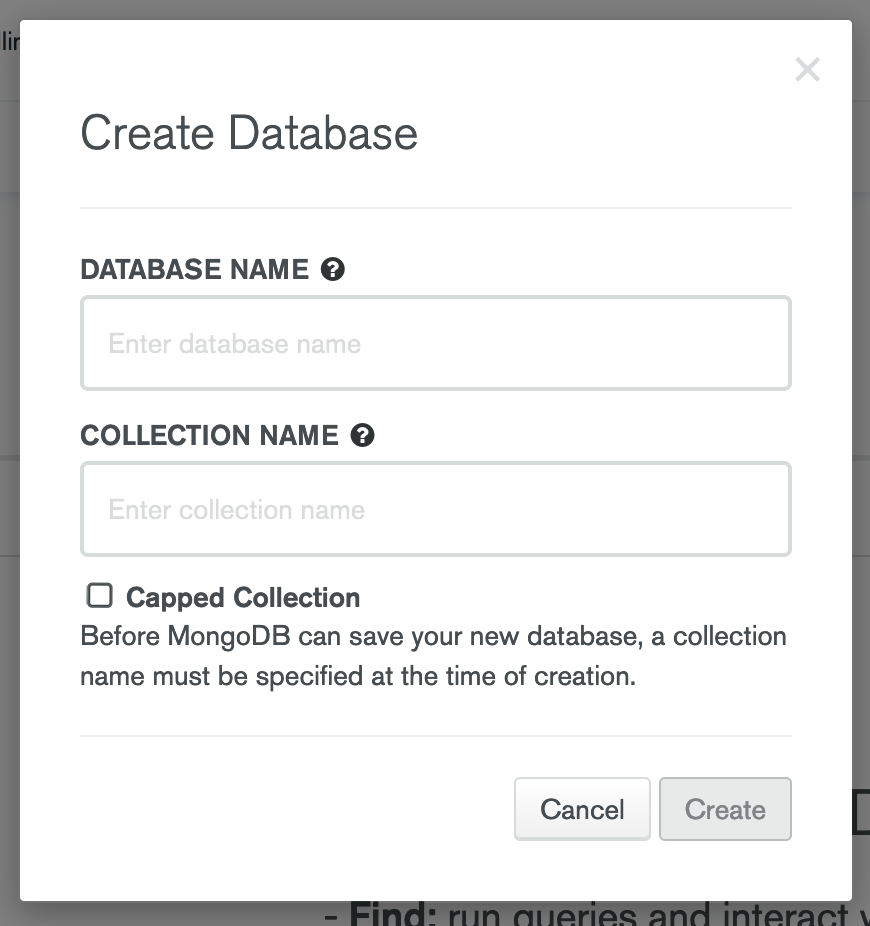 Create Database
DATABASE NAME
Enter database name
COLLECTION NAME
Enter collection name
Capped Collection
Before MongoDB can save your new database, a collection
name must be specified at the time of creation.
Cancel Create
- Find: run queries and interact